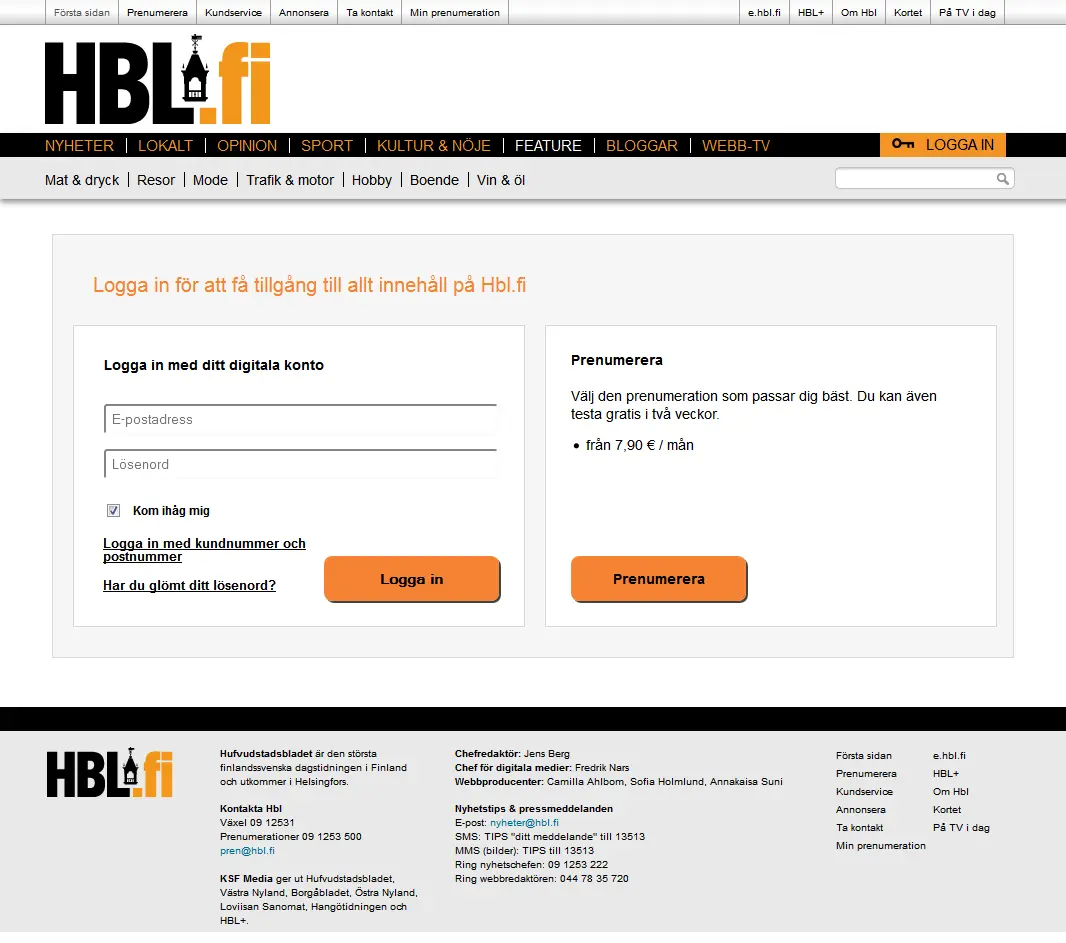 Första sidan Prenumerera Kundservice Annonsera Ta kontakt Min prenumeration e.hbl.fi HBL+ Om Hbl Kortet På TV i dag
HBL.fi
NYHETER LOKALT OPINION SPORT KULTUR & NÖJE FEATURE BLOGGAR WEBB-TV LOGGA IN
Mat & dryck Resor Mode Trafik & motor Hobby Boende Vin & öl
Logga in för att få tillgång till allt innehåll på Hbl.fi
Logga in med ditt digitala konto
E-postadress
Lösenord
Kom ihåg mig
Logga in med kundnummer och
postnummer
Har du glömt ditt lösenord?
Logga in
Prenumerera
Välj den prenumeration som passar dig bäst. Du kan även
testa gratis i två veckor.
• från 7,90 € / mån
Prenumerera
HBL.fi
Hufvudstadsbladet är den största
finlandssvenska dagstidningen i Finland
och utkommer i Helsingfors.
Kontakta Hbl
Växel 09 12531
Prenumerationer 09 1253 500
pren@hbl.fi
KSF Media ger ut Hufvudstadsbladet,
Västra Nyland, Borgåbladet, Östra Nyland,
Loviisan Sanomat, Hangötidningen och
HBL+.
Chefredaktör: Jens Berg
Chef för digitala medier: Fredrik Nars
Webbproducenter: Camilla Ahlbom, Sofia Holmlund, Annakaisa Suni
Nyhetstips & pressmeddelanden
E-post: nyheter@hbl.fi
SMS: TIPS "ditt meddelande" till 13513
MMS (bilder): TIPS till 13513
Ring nyhetschefen: 09 1253 222
Ring webbredaktören: 044 78 35 720
Första sidan
Prenumerera
Kundservice
Annonsera
Ta kontakt
Min prenumeration
e.hbl.fi
HBL+
Om Hbl
Kortet
På TV i dag